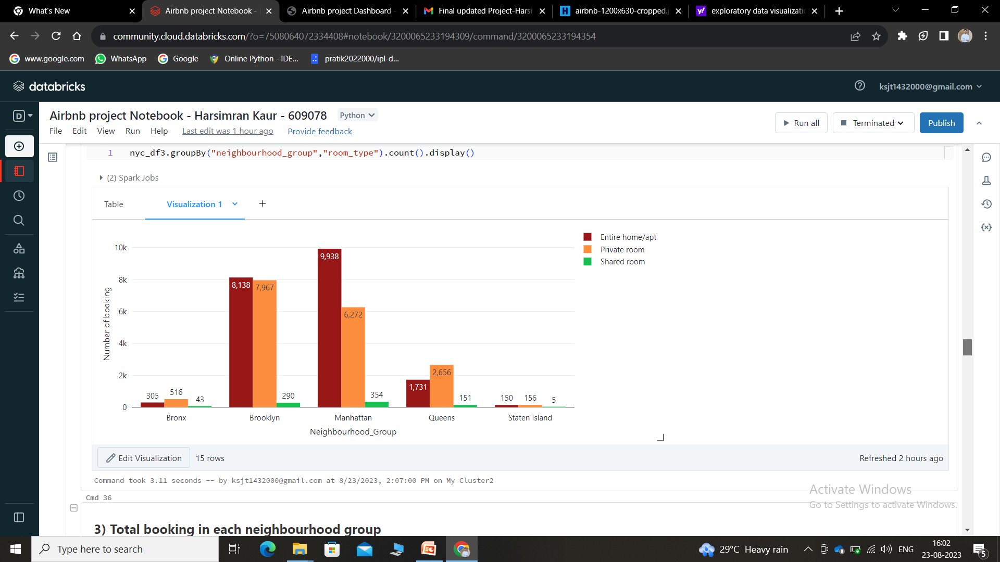 What's New
Airbnb project Notebook -
Airbnb project Dashboard -
Final updated Project-Harsi
airbnb-1200x630-cropped.j
exploratory data visualizatio
community.cloud.databricks.com/?o=7508064072334408#notebook/3200065233194309/command/3200065233194354
www.google.com
WhatsApp
Google
Online Python - IDE...
pratik2022000/ipl-d...
databricks
ksjt1432000@gmail.com
D
Airbnb project Notebook - Harsimran Kaur - 609078
Python
File
Edit
View
Run
Help
Last edit was 1 hour ago
Provide feedback
Run all
Terminated
Publish
1
nyc_df3.groupBy("neighbourhood_group","room_type").count().display()
(2) Spark Jobs
Table
Visualization 1
Entire home/apt
Private room
Shared room
Number of booking
10k
8k
6k
4k
2k
0
305
516
43
8,138
7,967
290
9,938
6,272
354
1,731
2,656
151
150
156
5
Bronx
Brooklyn
Manhattan
Queens
Staten Island
Neighbourhood_Group
Edit Visualization
15 rows
Refreshed 2 hours ago
Command took 3.11 seconds -- by ksjt1432000@gmail.com at 8/23/2023, 2:07:00 PM on My Cluster2
Activate Windows
Go to Settings to activate Windows.
Cmd 36
3) Total booking in each neighbourhood group
Type here to search
29°C Heavy rain
ENG
16:02
23-08-2023
5